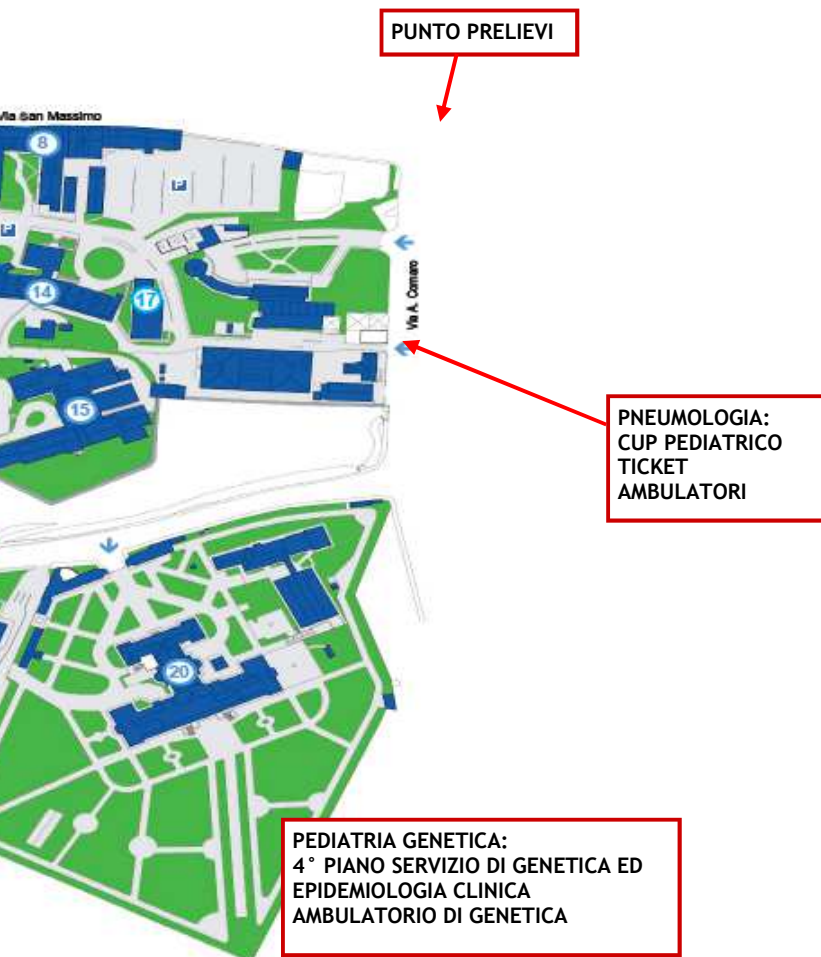 PUNTO PRELIEVI
Via San Massimo
8
P
P
14
17
Via A. Cornaro
15
PNEUMOLOGIA:
CUP PEDIATRICO
TICKET
AMBULATORI
20
PEDIATRIA GENETICA:
4° PIANO SERVIZIO DI GENETICA ED
EPIDEMIOLOGIA CLINICA
AMBULATORIO DI GENETICA